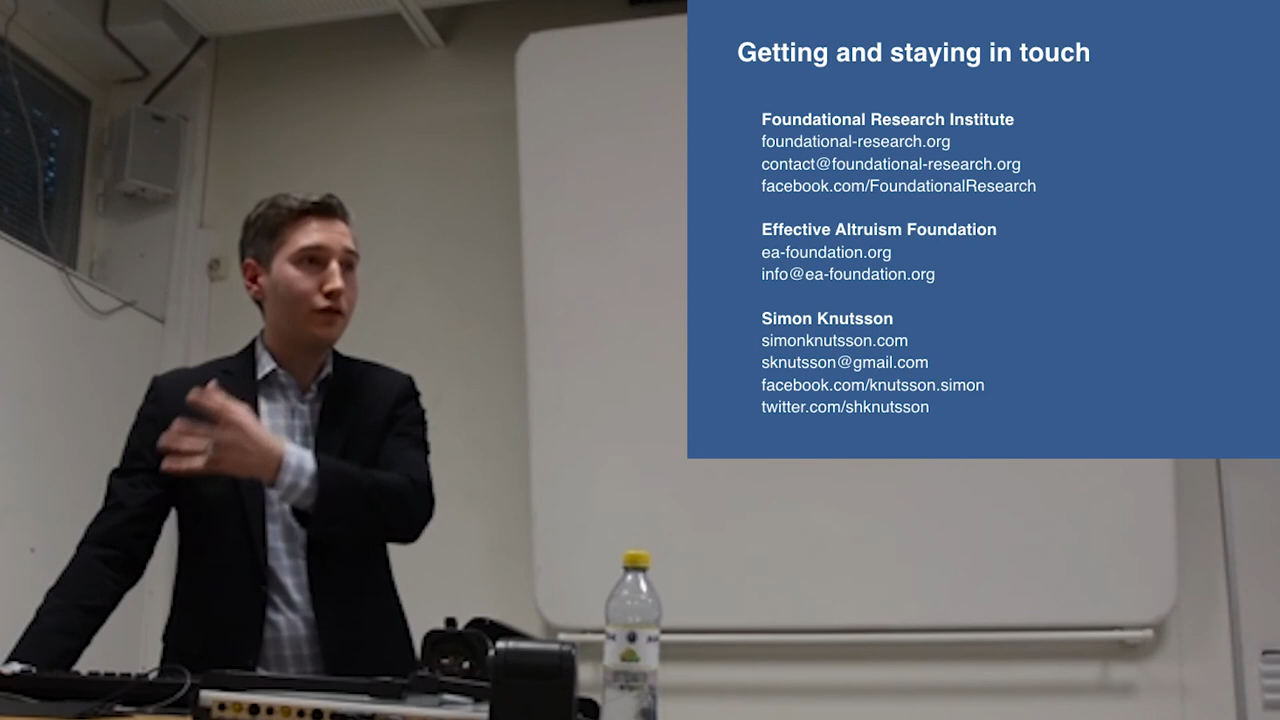 Getting and staying in touch
Foundational Research Institute
foundational-research.org
contact@foundational-research.org
facebook.com/FoundationalResearch
Effective Altruism Foundation
ea-foundation.org
info@ea-foundation.org
Simon Knutsson
simonknutsson.com
sknutsson@gmail.com
facebook.com/knutsson.simon
twitter.com/shknutsson